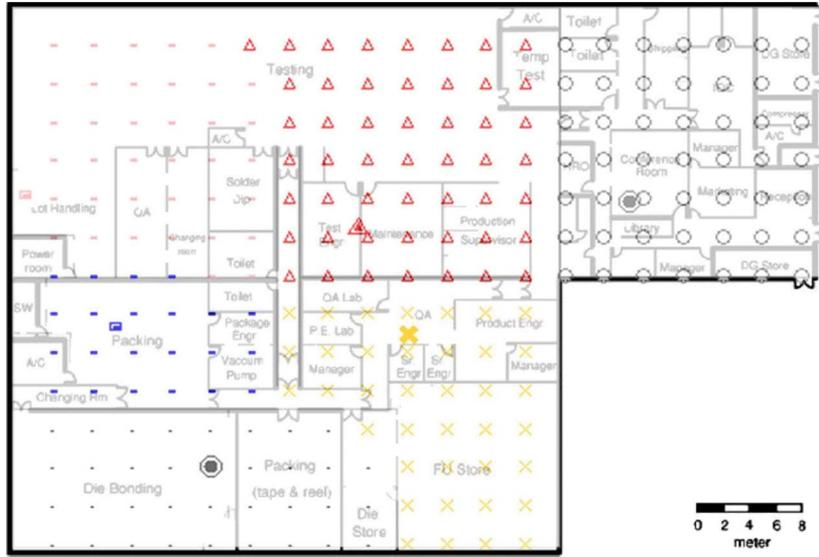 A/C
Toilet
Testing
Temp
Test
Toilet
Shipping
DG Store
Compressor
A/C
A/C
Manager
Conference
Room
Solder
Dip
Lot Handling
QA
Changing
room
Test
Engr
Maintenance
Production
Supervisor
Marketing
Reception
Library
Power
room
Toilet
Manager
DG Store
SW
Toilet
QA Lab
QA
Packing
Package
Engr
P.E. Lab
Product Engr
A/C
Vacuum
Pump
Manager
Sr.
Engr
Sr.
Engr
Manager
Changing Rm
Die Bonding
Packing
(tape & reel)
FG Store
Die
Store
0 2 4 6 8
meter